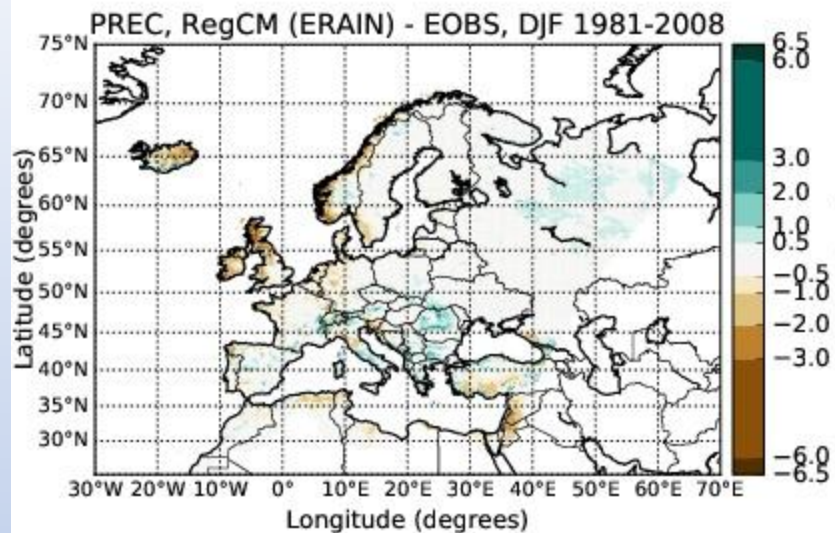 PREC, RegCM (ERAIN) - EOBS, DJF 1981-2008
75°N
70°N
65°N
60°N
55°N
50°N
45°N
40°N
35°N
30°N
Latitude (degrees)
30°W 20°W 10°W 0° 10°E 20°E 30°E 40°E 50°E 60°E 70°E
Longitude (degrees)
6.5
6.0
3.0
2.0
1.0
0.5
−0.5
−1.0
−2.0
−3.0
−6.0
−6.5